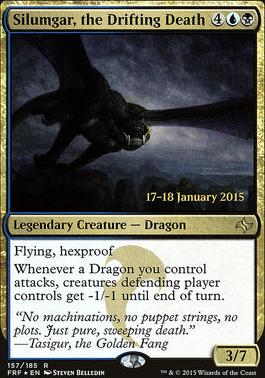 Silumgar, the Drifting Death 4
17-18 January 2015
Legendary Creature — Dragon
Flying, hexproof
Whenever a Dragon you control
attacks, creatures defending player
controls get -1/-1 until end of turn.
"No machinations, no puppet strings, no
plots. Just pure, sweeping death."
—Tasigur, the Golden Fang
3/7
157/185 R
FRF ★ EN Steven Belledin
™ & © 2015 Wizards of the Coast